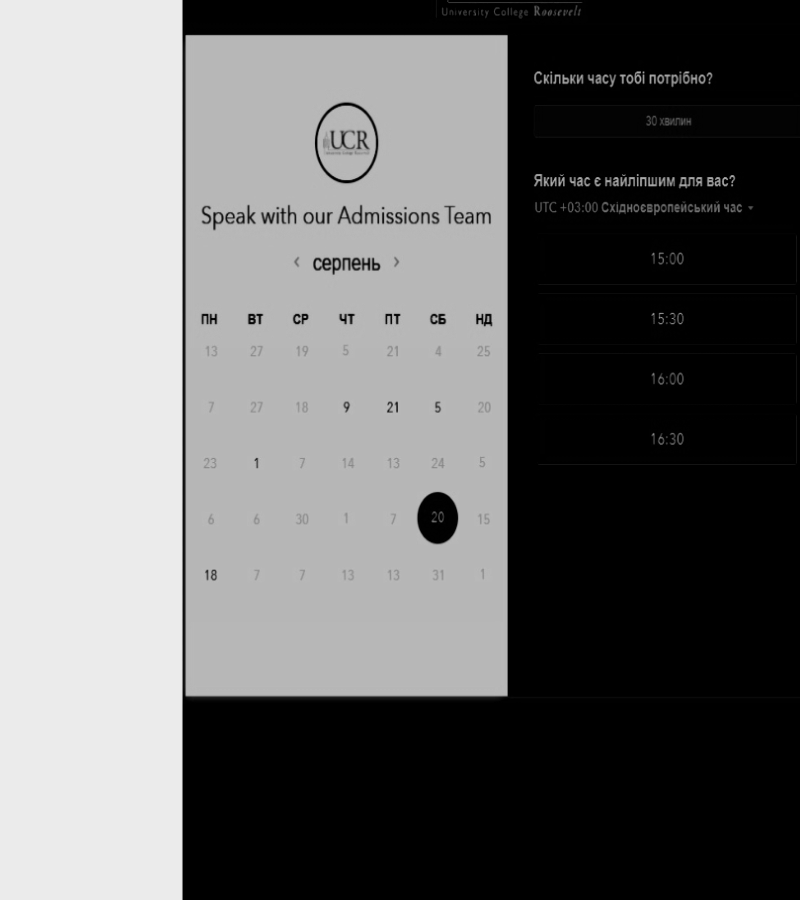 University College Roosevelt
UCR
Speak with our Admissions Team
< серпень >
ПН ВТ СР ЧТ ПТ СБ НД
13 27 19 5 21 4 25
7 27 18 9 21 5 20
23 1 7 14 13 24 5
6 6 30 1 7 20 15
18 7 7 13 13 31 1
Скільки часу тобі потрібно?
30 хвилин
Який час є найліпшим для вас?
UTC +03:00 Східноєвропейський час
15:00
15:30
16:00
16:30